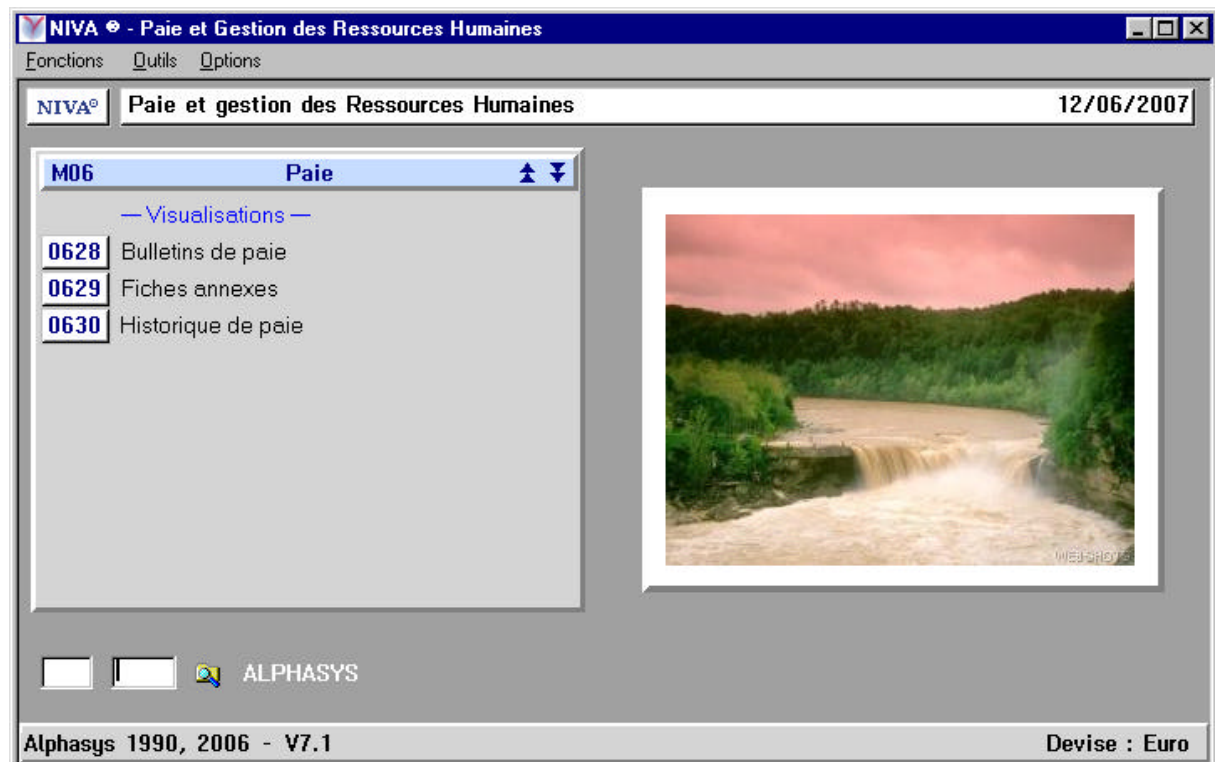 NIVA ® - Paie et Gestion des Ressources Humaines
Fonctions Outils Options
NIVA® Paie et gestion des Ressources Humaines 12/06/2007
M06 Paie
— Visualisations —
0628 Bulletins de paie
0629 Fiches annexes
0630 Historique de paie
WEBSHOTS
ALPHASYS
Alphasys 1990, 2006 - V7.1 Devise : Euro